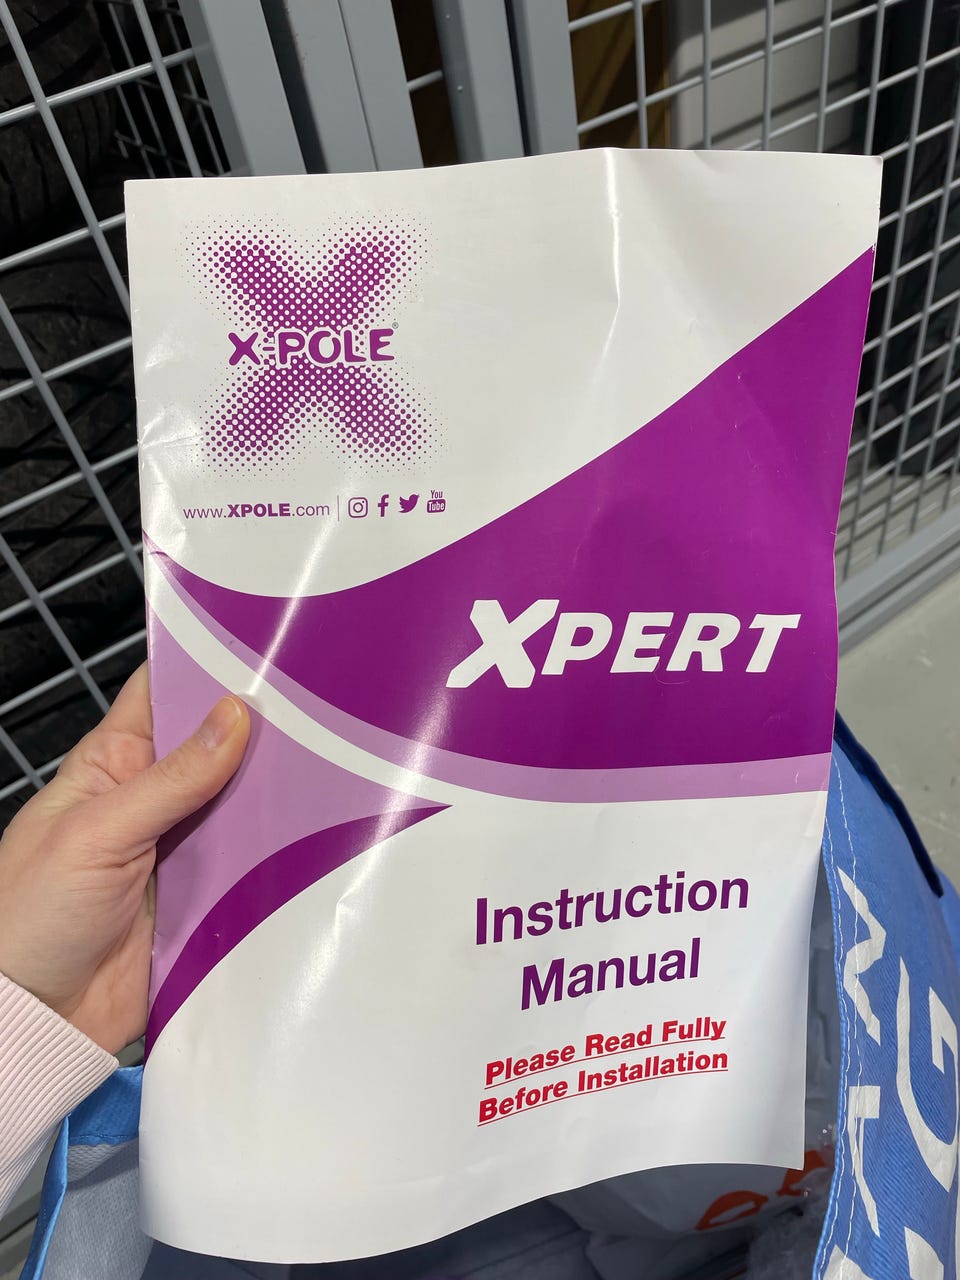 X-POLE®
www.XPOLE.com
You
Tube
XPERT
Instruction
Manual
Please Read Fully
Before Installation